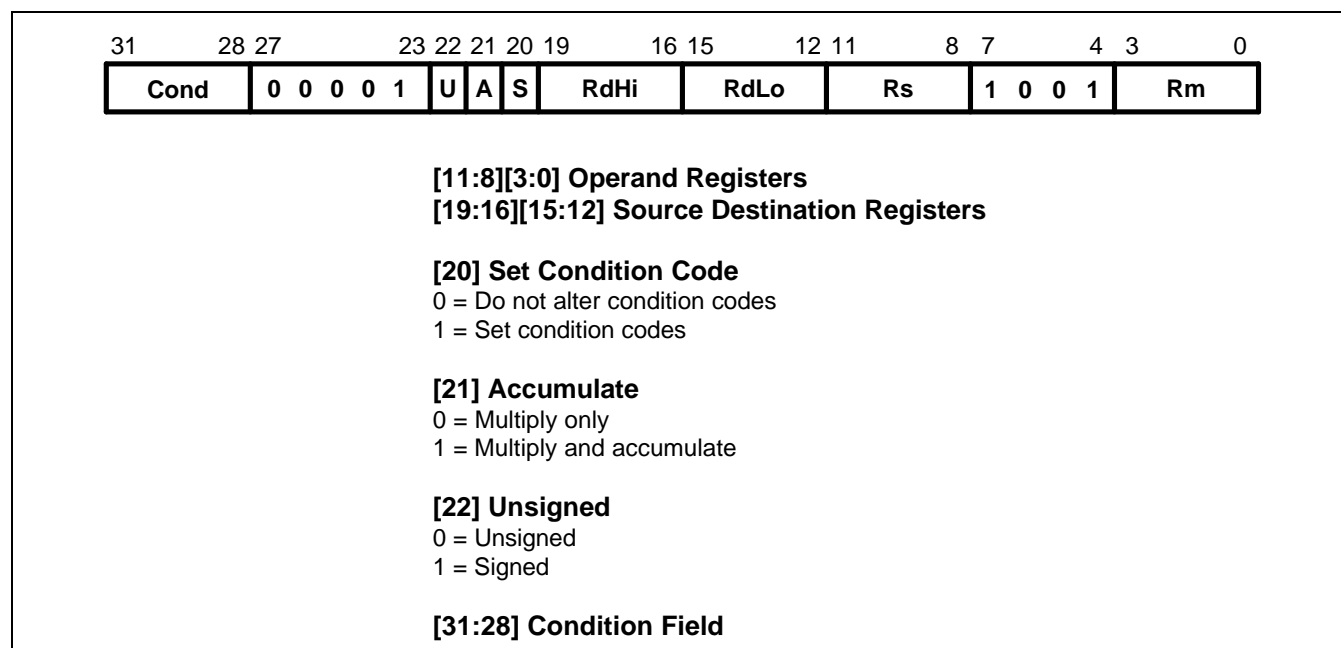 31 28 27 23 22 21 20 19 16 15 12 11 8 7 4 3 0
Cond 0 0 0 0 1 U A S RdHi RdLo Rs 1 0 0 1 Rm
[11:8][3:0] Operand Registers
[19:16][15:12] Source Destination Registers
[20] Set Condition Code
0 = Do not alter condition codes
1 = Set condition codes
[21] Accumulate
0 = Multiply only
1 = Multiply and accumulate
[22] Unsigned
0 = Unsigned
1 = Signed
[31:28] Condition Field